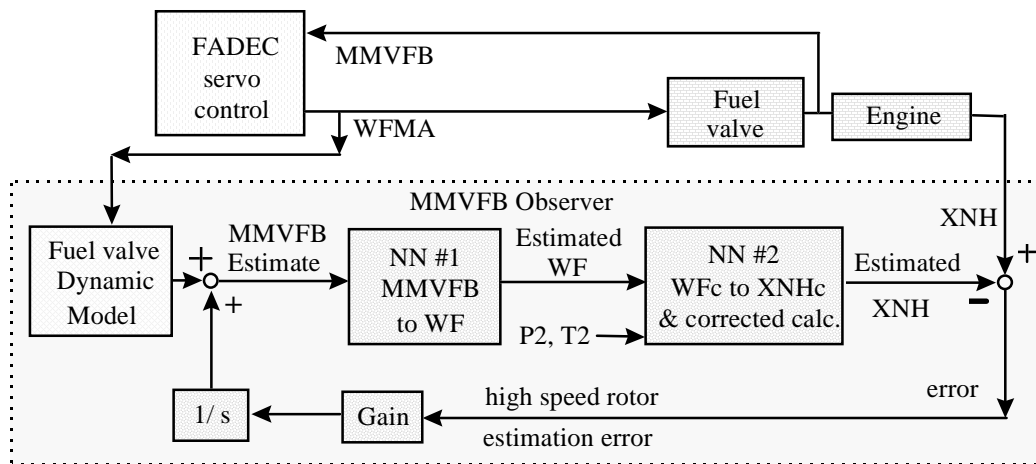 FADEC
servo
control
MMVFB
WFMA
Fuel
valve
Engine
MMVFB Observer
XNH
Fuel valve
Dynamic
Model
+
+
MMVFB
Estimate
NN #1
MMVFB
to WF
Estimated
WF
P2, T2
NN #2
WFc to XNHc
& corrected calc.
Estimated
XNH
+
-
error
high speed rotor
estimation error
Gain
1/ s